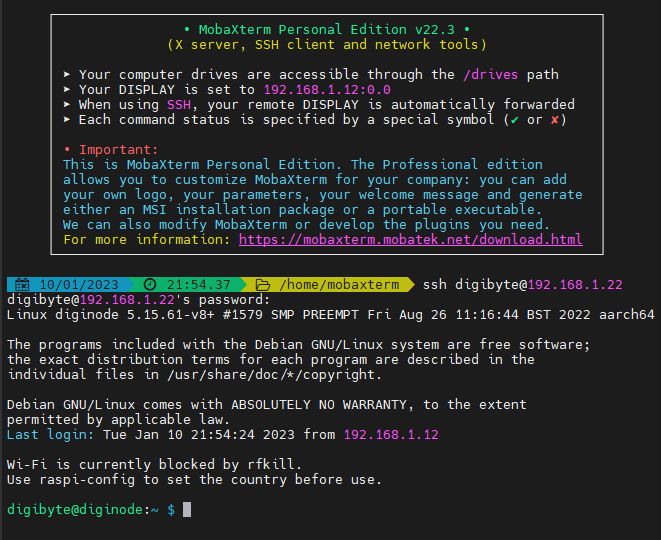 • MobaXterm Personal Edition v22.3 •
(X server, SSH client and network tools)
➤ Your computer drives are accessible through the /drives path
➤ Your DISPLAY is set to 192.168.1.12:0.0
➤ When using SSH, your remote DISPLAY is automatically forwarded
➤ Each command status is specified by a special symbol (✔ or ✘)
• Important:
This is MobaXterm Personal Edition. The Professional edition
allows you to customize MobaXterm for your company: you can add
your own logo, your parameters, your welcome message and generate
either an MSI installation package or a portable executable.
We can also modify MobaXterm or develop the plugins you need.
For more information: https://mobaxterm.mobatek.net/download.html
10/01/2023 21:54.37 /home/mobaxterm ssh digibyte@192.168.1.22
digibyte@192.168.1.22's password:
Linux diginode 5.15.61-v8+ #1579 SMP PREEMPT Fri Aug 26 11:16:44 BST 2022 aarch64
The programs included with the Debian GNU/Linux system are free software;
the exact distribution terms for each program are described in the
individual files in /usr/share/doc/*/copyright.
Debian GNU/Linux comes with ABSOLUTELY NO WARRANTY, to the extent
permitted by applicable law.
Last login: Tue Jan 10 21:54:24 2023 from 192.168.1.12
Wi-Fi is currently blocked by rfkill.
Use raspi-config to set the country before use.
digibyte@diginode:~ $